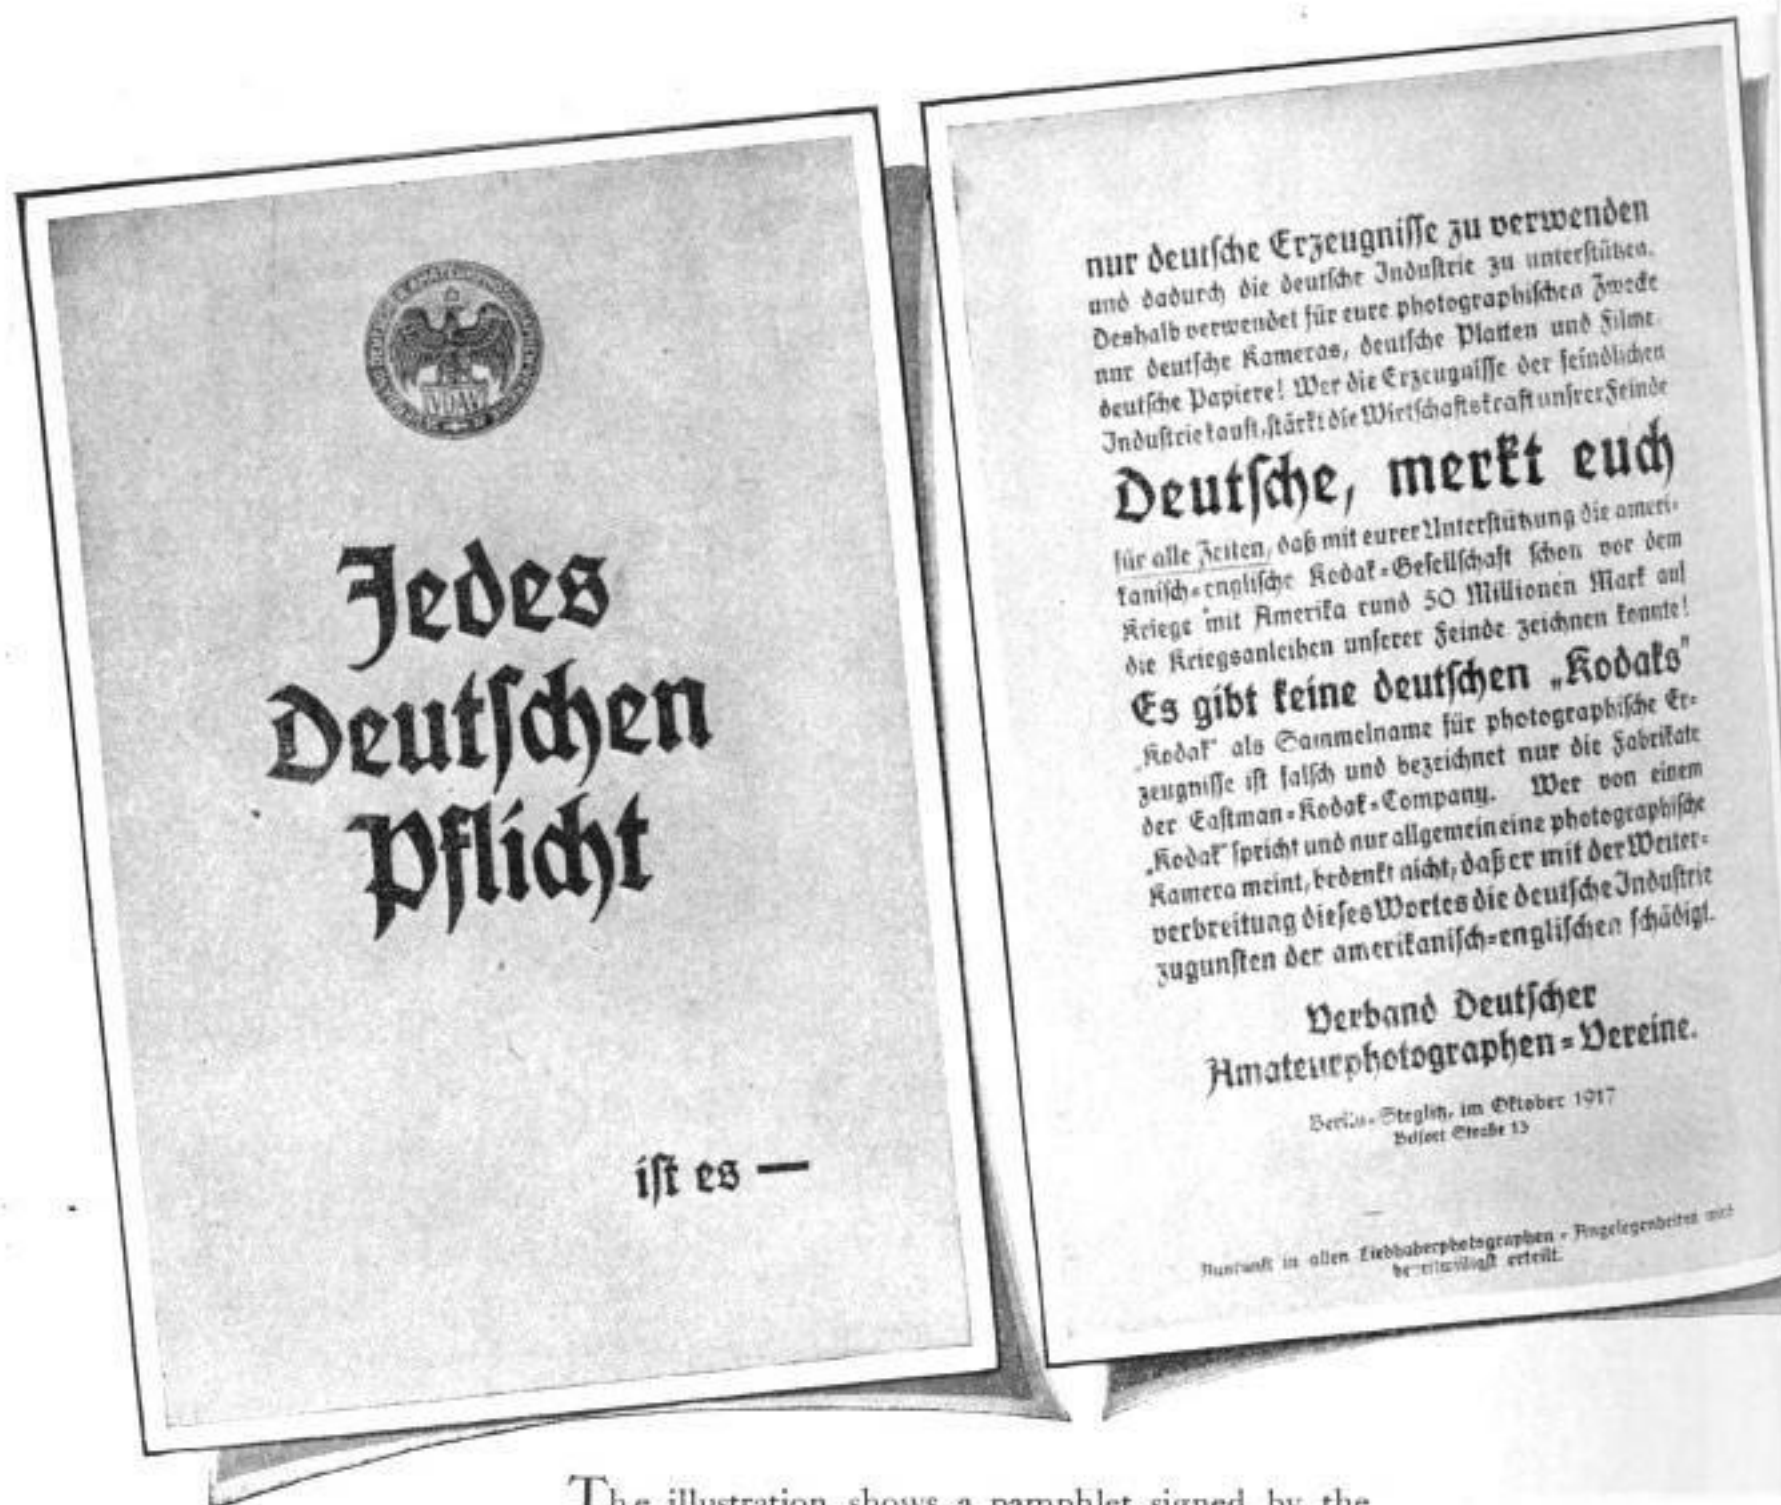 VDAV
Jedes
Deutschen
Pflicht
ist es —
nur deutsche Erzeugnisse zu verwenden
und dadurch die deutsche Industrie zu unterstützen.
Deshalb verwendet für eure photographischen Zwecke
nur deutsche Kameras, deutsche Platten und Filme
deutsche Papiere! Wer die Erzeugnisse der feindlichen
Industrie kauft, stärkt die Wirtschaftskraft unsrer Feinde
Deutsche, merkt euch
für alle Zeiten, daß mit eurer Unterstützung die ameri-
kanisch-englische Kodak-Gesellschaft schon vor dem
Kriege mit Amerika rund 50 Millionen Mark auf
die Kriegsanleihen unserer Feinde zeichnen konnte!
Es gibt keine deutschen „Kodaks“
„Kodak“ als Sammelname für photographische Er-
zeugnisse ist falsch und bezeichnet nur die Fabrikate
der Eastman-Kodak-Company. Wer von einem
„Kodak“ spricht und nur allgemein eine photographische
Kamera meint, bedenkt nicht, daß er mit der Weiter-
verbreitung dieses Wortes die deutsche Industrie
zugunsten der amerikanisch-englischen schädigt.
Verband Deutscher
Amateurphotographen-Vereine.
Berlin-Steglitz, im Oktober 1917
Belfort Straße 13
Auskunft in allen Liebhaberphotographen-Angelegenheiten wird
bereitwilligst erteilt.
The illustration shows a pamphlet signed by the